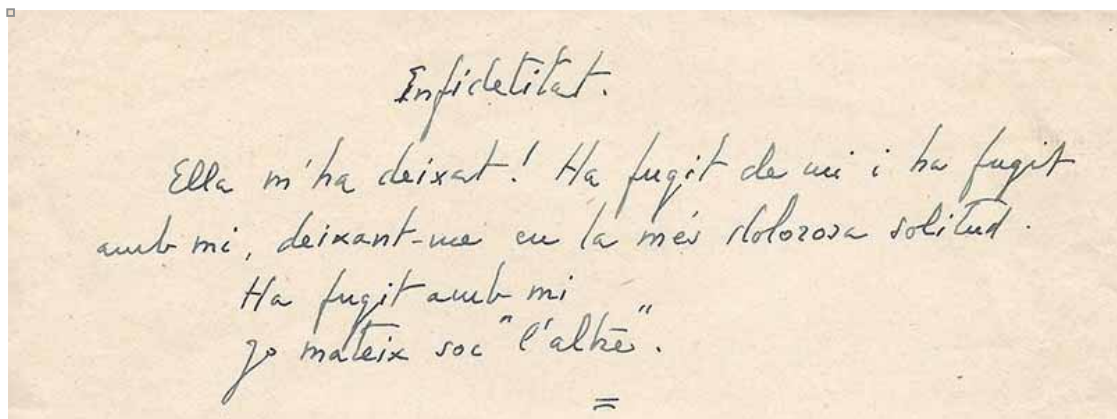 Infidelitat.
Ella m'ha deixat! Ha fugit de mi i ha fugit
amb mi, deixant-me en la més dolorosa solitud.
Ha fugit amb mi
jo mateix soc "l'altre".
=